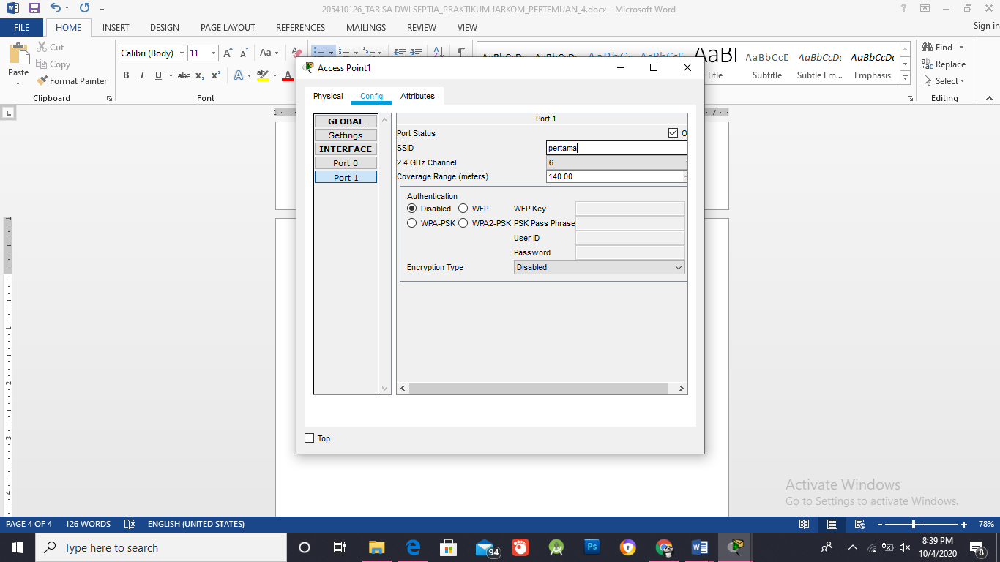 205410126_TARISA DWI SEPTIA_PRAKTIKUM JARKOM_PERTEMUAN_4.docx - Microsoft Word
FILE HOME INSERT DESIGN PAGE LAYOUT REFERENCES MAILINGS REVIEW VIEW Sign in
Cut
Copy
Format Painter
Paste
Clipboard
Calibri (Body) 11
Font
AaBbCcDc AaBbCcDc AaBbCc AaBbCcE AaB AaBbCcD AaBbCcDc AaBbCcDc
Title Subtitle Subtle Em... Emphasis
Find
Replace
Select
Editing
Access Point1
Physical Config Attributes
GLOBAL
Settings
INTERFACE
Port 0
Port 1
Port 1
Port Status
SSID pertama
2.4 GHz Channel 6
Coverage Range (meters) 140.00
Authentication
Disabled WEP WEP Key
WPA-PSK WPA2-PSK PSK Pass Phrase
User ID
Password
Encryption Type Disabled
Top
Activate Windows
Go to Settings to activate Windows.
PAGE 4 OF 4 126 WORDS ENGLISH (UNITED STATES) 78%
Type here to search
94
Ps
8:39 PM
10/4/2020
8